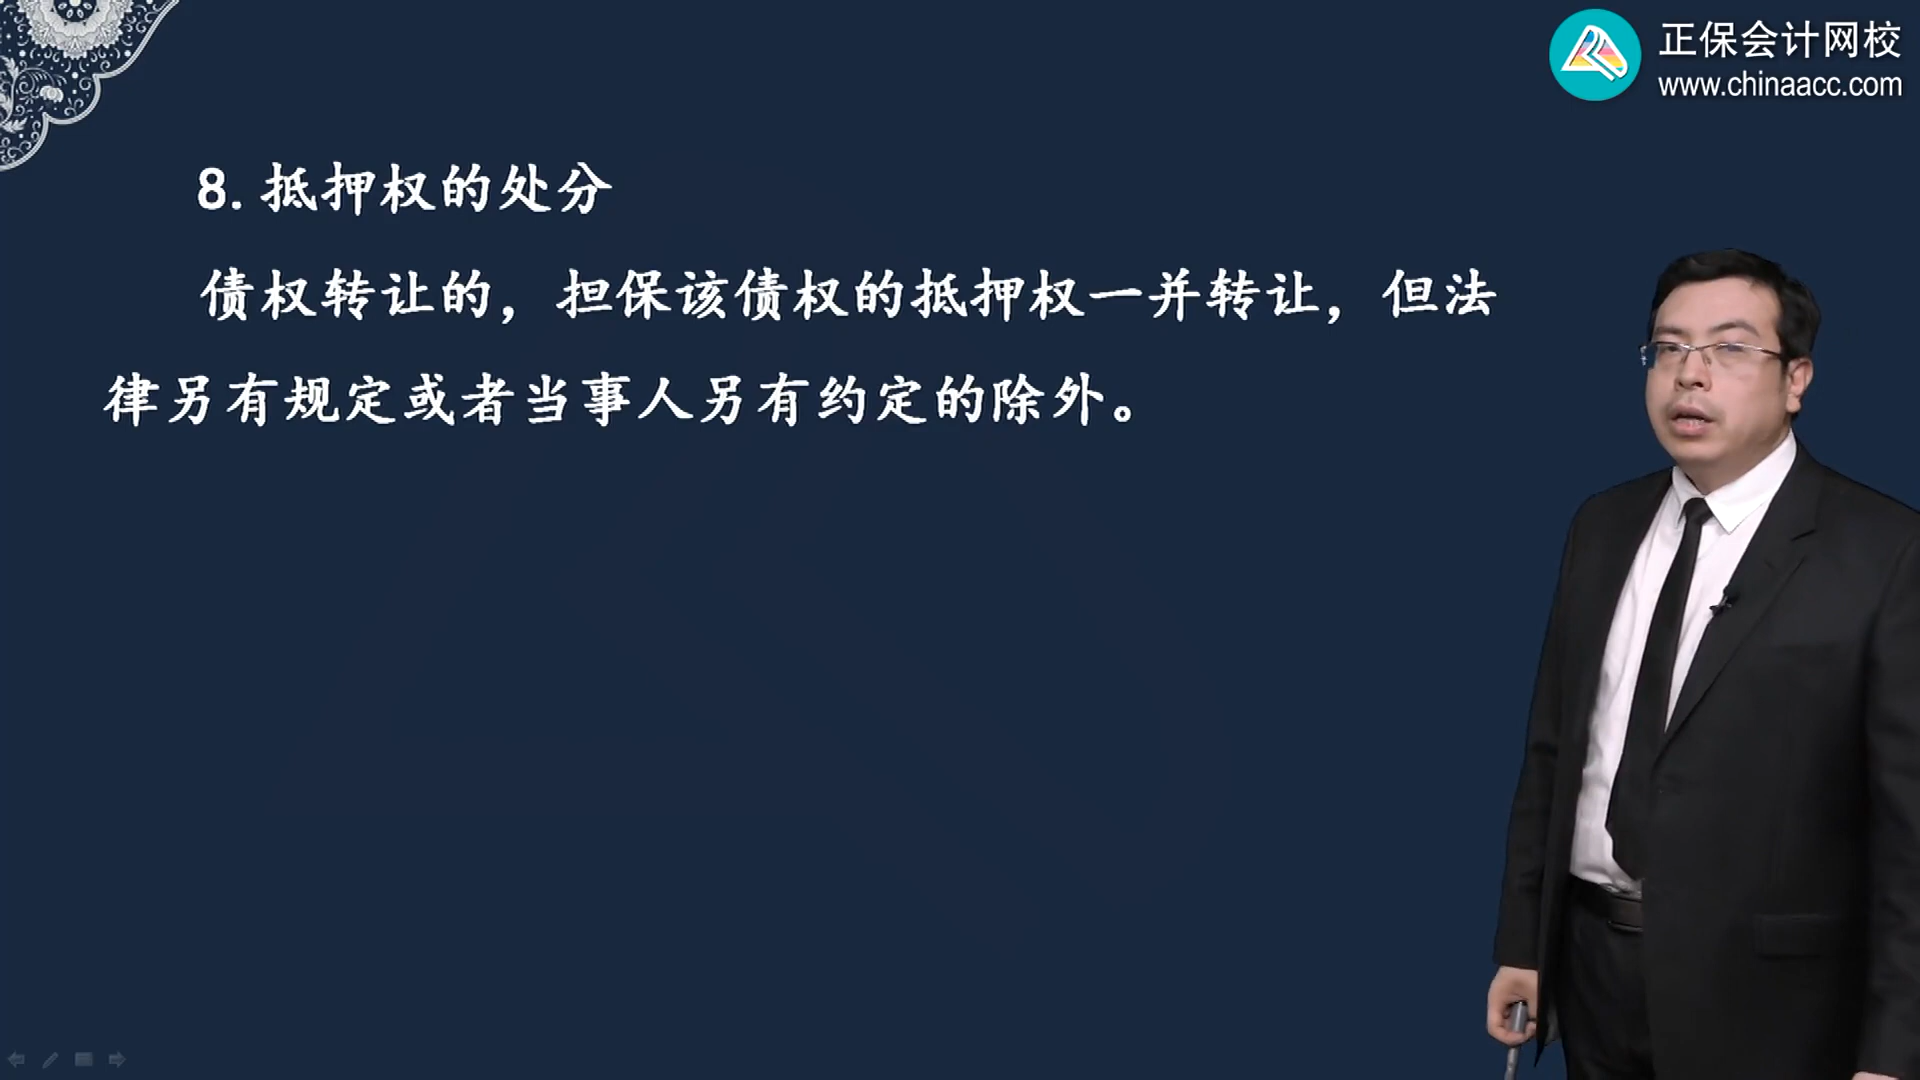 正保会计网校
www.chinaacc.com
8. 抵押权的处分
债权转让的，担保该债权的抵押权一并转让，但法
律另有规定或者当事人另有约定的除外。